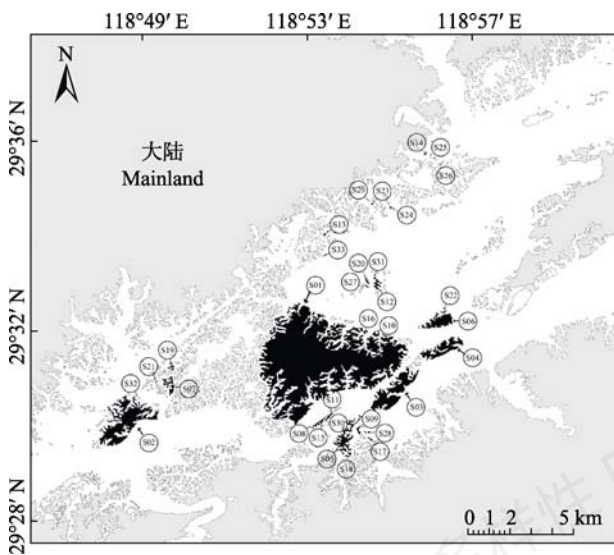 118°49′ E 118°53′ E 118°57′ E
N
29°36′ N
大陆
Mainland
S14 S25
S26
S29 S23
S24
S13
S33
S20 S31
S27
S01
S12
S22
S16 S10
S06
29°32′ N
S04
S19
S21
S32
S07
S11
S03
S02
S08 S15
S30 S09
S28
S05
S17
S18
29°28′ N
0 1 2 5 km